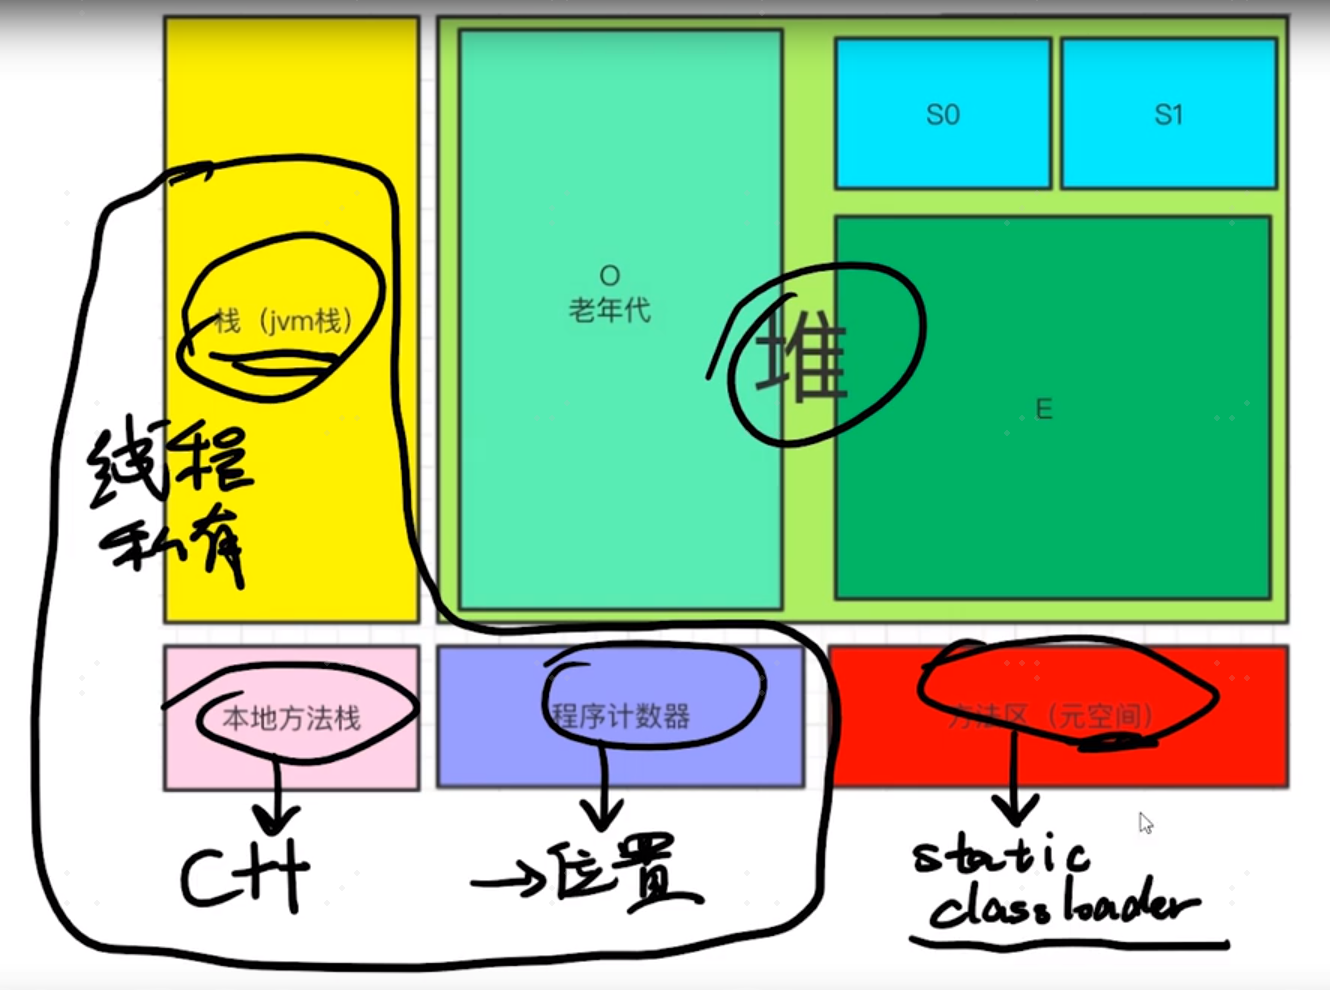 S0
S1
O
老年代
栈（jvm栈）
堆
E
线程
私有
本地方法栈
程序计数器
方法区（元空间）
C++
→位置
static
classloader